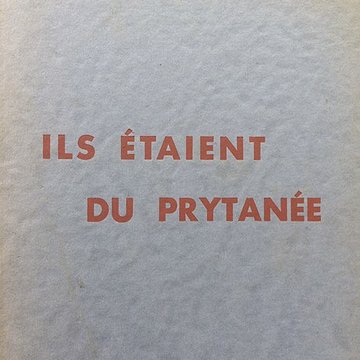 ILS ÉTAIENT
DU PRYTANÉE